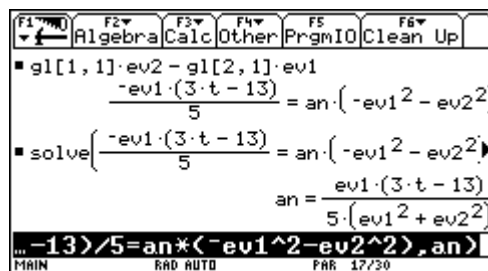 F1 F2 F3 F4 F5 F6
Algebra Calc Other PrgmIO Clean Up
▪ gl[1,1]·ev2 − gl[2,1]·ev1
⁻ev1·(3·t − 13)/5 = an·(⁻ev1² − ev2²)
▪ solve(⁻ev1·(3·t − 13)/5 = an·(⁻ev1² − ev2²)▶
an = ev1·(3·t − 13)/(5·(ev1² + ev2²))
…−13)/5=an*(⁻ev1^2−ev2^2),an)
MAIN RAD AUTO PAR 17/30